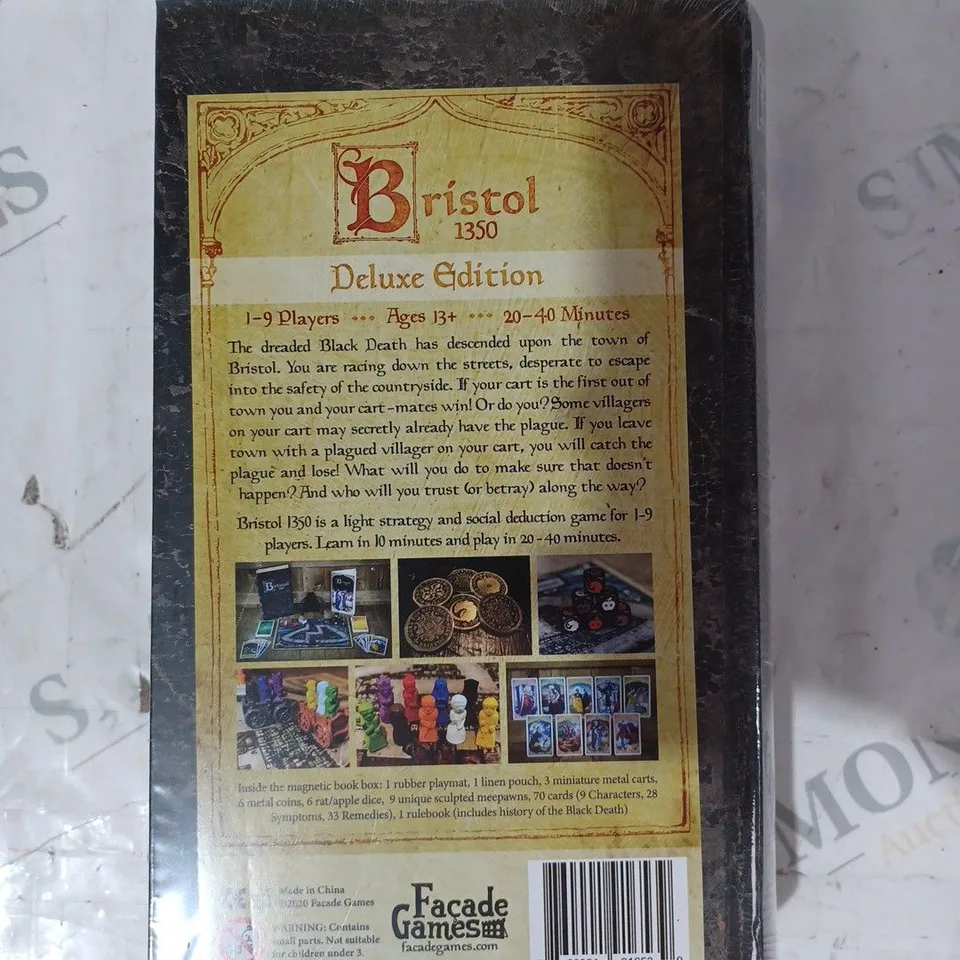 Bristol
1350
Deluxe Edition
1-9 Players ••• Ages 13+ ••• 20-40 Minutes
The dreaded Black Death has descended upon the town of
Bristol. You are racing down the streets, desperate to escape
into the safety of the countryside. If your cart is the first out of
town you and your cart-mates win! Or do you? Some villagers
on your cart may secretly already have the plague. If you leave
town with a plagued villager on your cart, you will catch the
plague and lose! What will you do to make sure that doesn't
happen? And who will you trust (or betray) along the way?
Bristol 1350 is a light strategy and social deduction game for 1-9
players. Learn in 10 minutes and play in 20-40 minutes.
Bristol
Inside the magnetic book box: 1 rubber playmat, 1 linen pouch, 3 miniature metal carts,
6 metal coins, 6 rat/apple dice, 9 unique sculpted meepawns, 70 cards (9 Characters, 28
Symptoms, 33 Remedies), 1 rulebook (includes history of the Black Death)
Made in China
©2020 Facade Games
WARNING: Contains
small parts. Not suitable
for children under 3.
Façade
Games
facadegames.com
SIMON
Auct